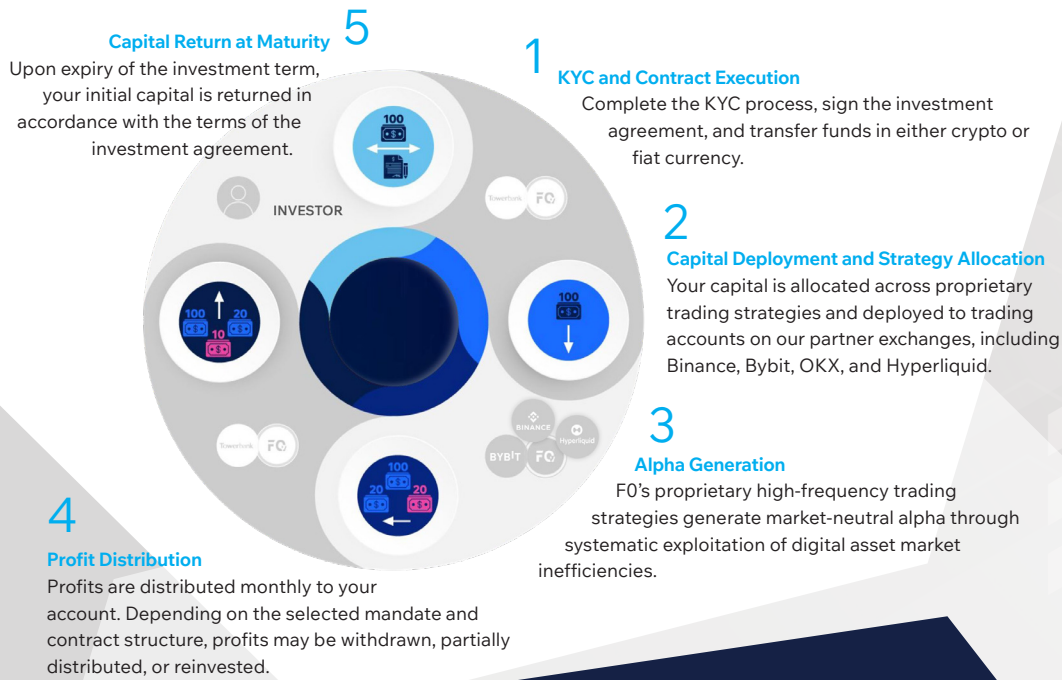 5
Capital Return at Maturity
Upon expiry of the investment term,
your initial capital is returned in
accordance with the terms of the
investment agreement.
1
KYC and Contract Execution
Complete the KYC process, sign the investment
agreement, and transfer funds in either crypto or
fiat currency.
100
INVESTOR
Towerbank
F0
2
Capital Deployment and Strategy Allocation
Your capital is allocated across proprietary
trading strategies and deployed to trading
accounts on our partner exchanges, including
Binance, Bybit, OKX, and Hyperliquid.
100
100
20
10
BINANCE
Hyperliquid
BYBIT
F0
3
Alpha Generation
F0's proprietary high-frequency trading
strategies generate market-neutral alpha through
systematic exploitation of digital asset market
inefficiencies.
Towerbank
F0
100
20
20
4
Profit Distribution
Profits are distributed monthly to your
account. Depending on the selected mandate and
contract structure, profits may be withdrawn, partially
distributed, or reinvested.